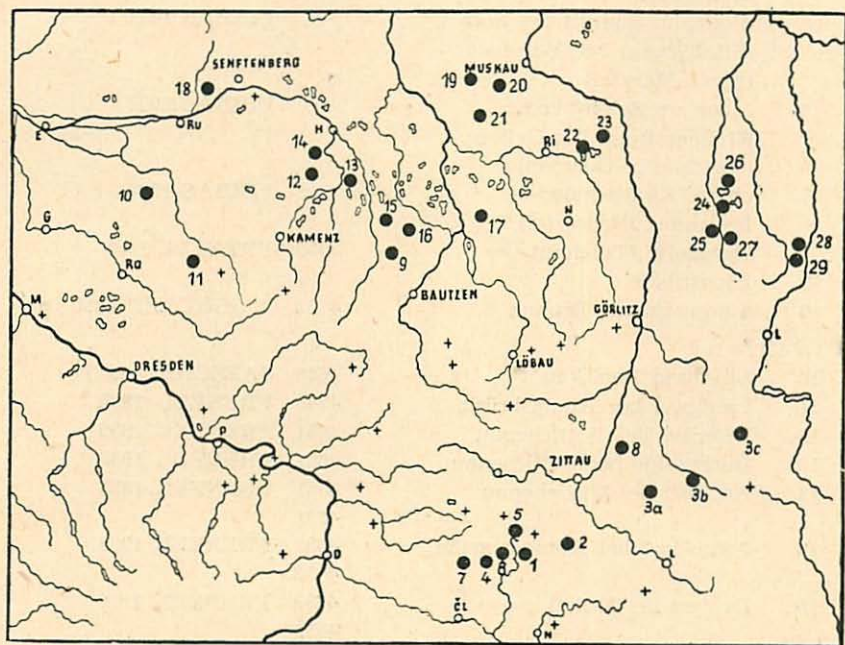 SENFTENBERG
MUSKAU
18
19
20
E
RU
21
H
22
23
14
Ri
12
13
26
10
24
15
G
KAMENZ
16
17
N
25
27
28
11
9
29
RA
M
BAUTZEN
GÖRLITZ
L
LÖBAU
DRESDEN
3c
8
ZITTAU
3b
3a
5
D
7
4
6
1
2
ČL
N